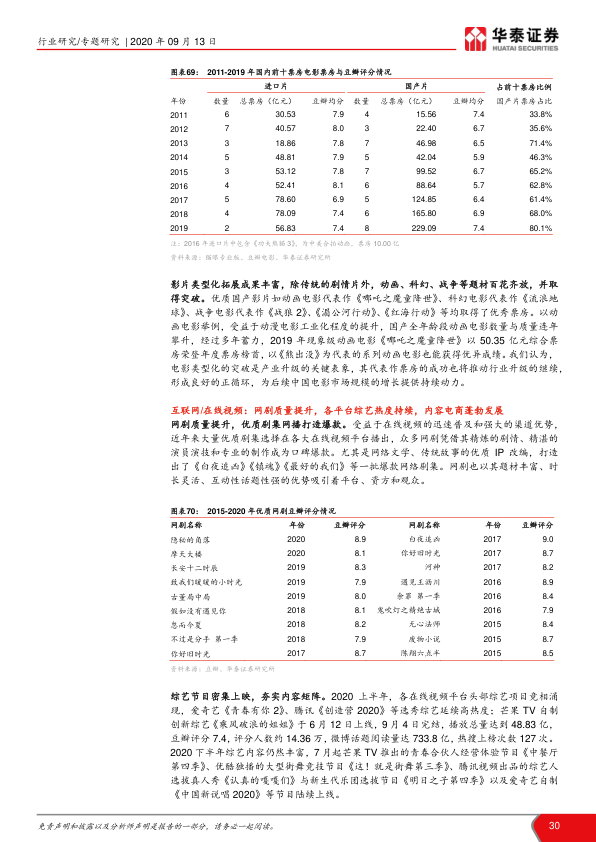 行业研究/专题研究 | 2020 年 09 月 13 日
华泰证券
HUATAI SECURITIES
图表69： 2011-2019 年国内前十票房电影票房与豆瓣评分情况
进口片 国产片 占前十票房比例
年份 数量 总票房（亿元） 豆瓣均分 数量 总票房（亿元） 豆瓣均分 国产片票房占比
2011 6 30.53 7.9 4 15.56 7.4 33.8%
2012 7 40.57 8.0 3 22.40 6.7 35.6%
2013 3 18.86 7.8 7 46.98 6.5 71.4%
2014 5 48.81 7.9 5 42.04 5.9 46.3%
2015 3 53.12 7.8 7 99.52 6.7 65.2%
2016 4 52.41 8.1 6 88.64 5.7 62.8%
2017 5 78.60 6.9 5 124.85 6.4 61.4%
2018 4 78.09 7.4 6 165.80 6.9 68.0%
2019 2 56.83 7.4 8 229.09 7.4 80.1%
注：2016 年进口片中包含《功夫熊猫 3》，为中美合拍动画，票房 10.00 亿
资料来源：猫眼专业版、豆瓣电影、华泰证券研究所
影片类型化拓展成果丰富，除传统的剧情片外，动画、科幻、战争等题材百花齐放，并取
得突破。优质国产影片如动画电影代表作《哪吒之魔童降世》、科幻电影代表作《流浪地
球》、战争电影代表作《战狼 2》、《湄公河行动》、《红海行动》等均取得了优秀票房。以动
画电影举例，受益于动漫电影工业化程度的提升，国产全年龄段动画电影数量与质量连年
攀升，经过多年蓄力，2019 年现象级动画电影《哪吒之魔童降世》以 50.35 亿元综合票
房荣登年度票房榜首，以《熊出没》为代表的系列动画电影也能获得优异成绩。我们认为，
电影类型化的突破是产业升级的关键表象，其代表作票房的成功也将推动行业升级的继续，
形成良好的正循环，为后续中国电影市场规模的增长提供持续动力。
互联网/在线视频：网剧质量提升，各平台综艺热度持续，内容电商蓬勃发展
网剧质量提升，优质剧集网播打造爆款。受益于在线视频的迅速普及和强大的渠道优势，
近年来大量优质剧集选择在各大在线视频平台播出，众多网剧凭借其精炼的剧情、精湛的
演员演技和专业的制作成为口碑爆款。尤其是网络文学、传统故事的优质 IP 改编，打造
出了《白夜追凶》《镇魂》《最好的我们》等一批爆款网络剧集。网剧也以其题材丰富、时
长灵活、互动性话题性强的优势吸引着平台、资方和观众。
图表70： 2015-2020 年优质网剧豆瓣评分情况
网剧名称 年份 豆瓣评分 网剧名称 年份 豆瓣评分
隐秘的角落 2020 8.9 白夜追凶 2017 9.0
摩天大楼 2020 8.1 你好旧时光 2017 8.7
长安十二时辰 2019 8.3 河神 2017 8.2
致我们暖暖的小时光 2019 7.9 遇见王沥川 2016 8.9
古董局中局 2019 8.0 余罪 第一季 2016 8.4
假如没有遇见你 2018 8.1 鬼吹灯之精绝古城 2016 7.9
忽而今夏 2018 8.2 无心法师 2015 8.4
不过是分手 第一季 2018 7.9 废物小说 2015 8.7
你好旧时光 2017 8.7 陈翔六点半 2015 8.5
资料来源：豆瓣、华泰证券研究所
综艺节目密集上映，夯实内容矩阵。2020 上半年，各在线视频平台头部综艺项目竞相涌
现，爱奇艺《青春有你 2》、腾讯《创造营 2020》等选秀综艺延续高热度；芒果 TV 自制
创新综艺《乘风破浪的姐姐》于 6 月 12 日上线，9 月 4 日完结，播放总量达到 48.83 亿，
豆瓣评分 7.4，评分人数约 14.36 万，微博话题阅读量达 733.8 亿，热搜上榜次数 127 次。
2020 下半年综艺内容仍然丰富，7 月起芒果 TV 推出的青春合伙人经营体验节目《中餐厅
第四季》、优酷独播的大型街舞竞技节目《这！就是街舞第三季》、腾讯视频出品的综艺人
选拔真人秀《认真的嘎嘎们》与新生代乐团选拔节目《明日之子第四季》以及爱奇艺自制
《中国新说唱 2020》等节目陆续上线。
免责声明和披露以及分析师声明是报告的一部分，请务必一起阅读。
30